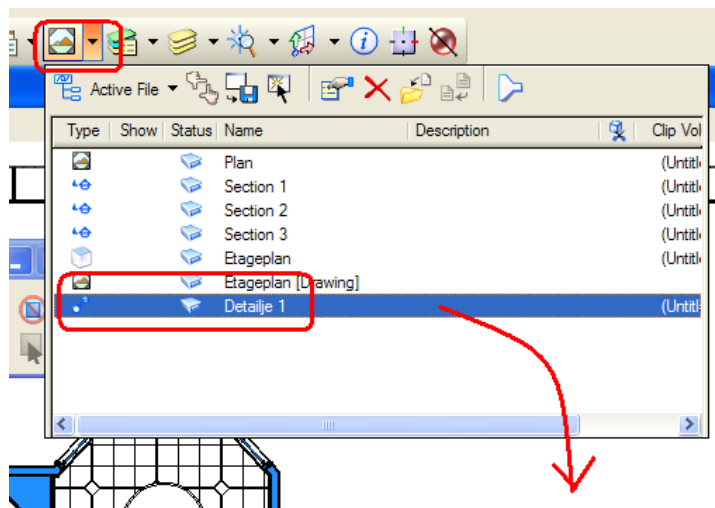 Active File
Type Show Status Name Description Clip Vol
Plan (Untitl
Section 1 (Untitl
Section 2 (Untitl
Section 3 (Untitl
Etageplan (Untitl
Etageplan [Drawing]
Detailje 1 (Untitl